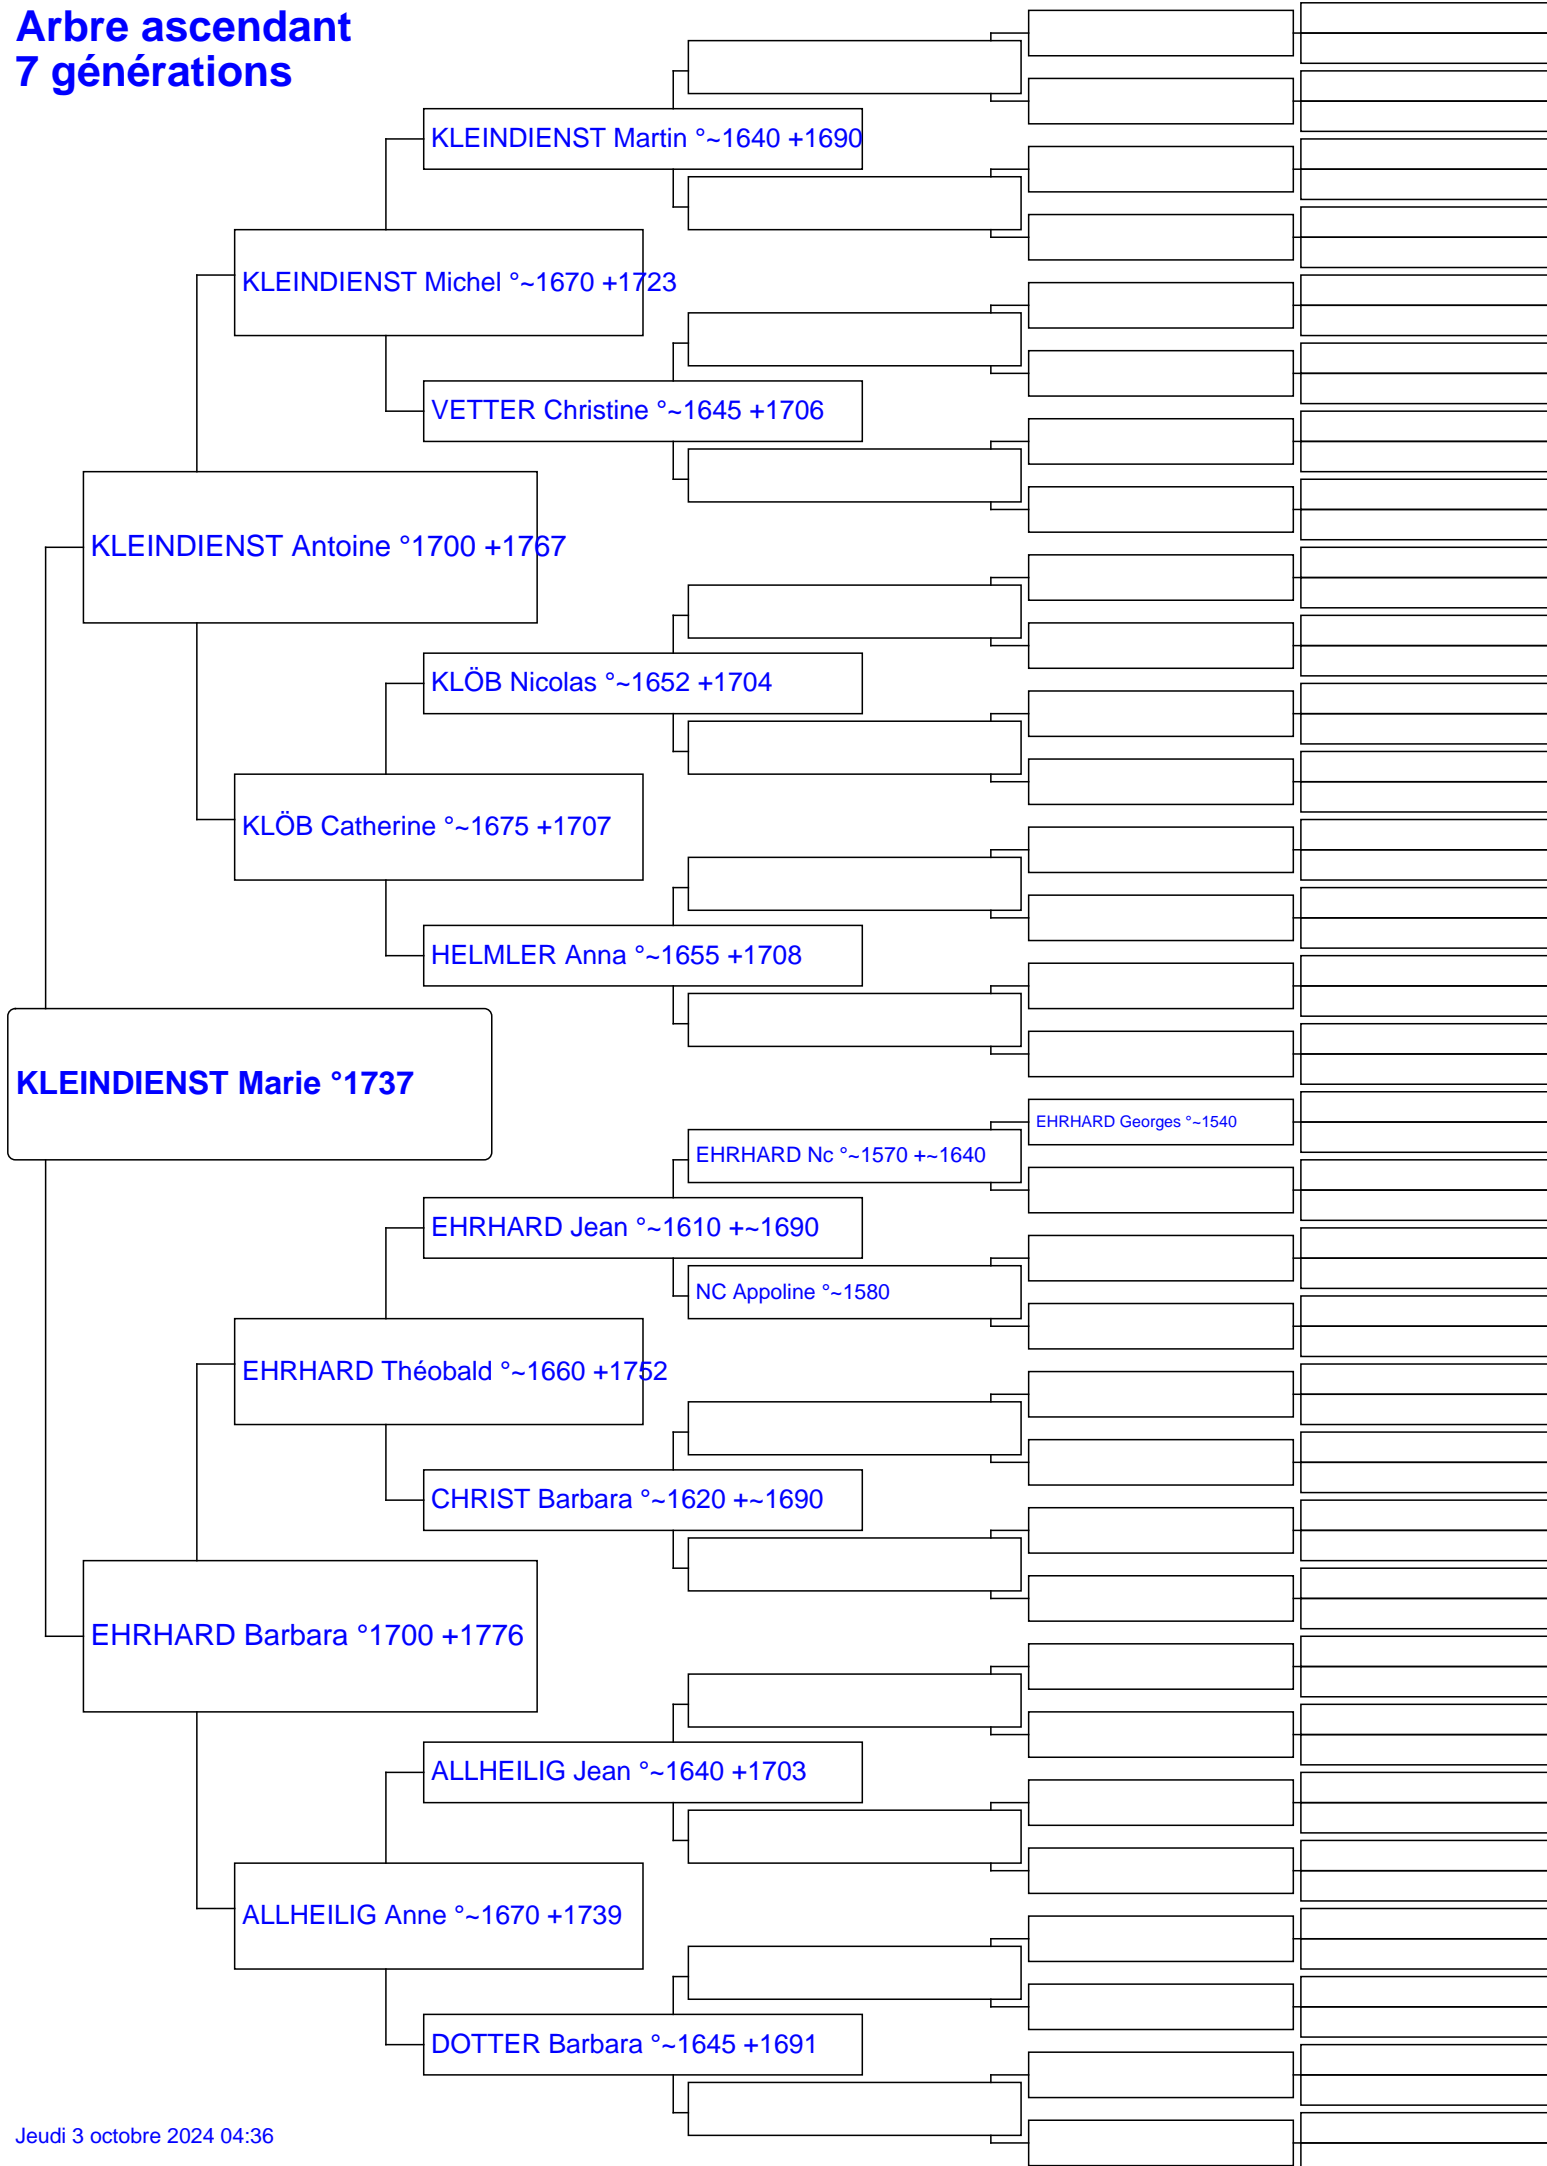 Arbre ascendant
7 générations
KLEINDIENST Martin °~1640 +1690
KLEINDIENST Michel °~1670 +1723
VETTER Christine °~1645 +1706
KLEINDIENST Antoine °1700 +1767
KLÖB Nicolas °~1652 +1704
KLÖB Catherine °~1675 +1707
HELMLER Anna °~1655 +1708
KLEINDIENST Marie °1737
EHRHARD Georges °~1540
EHRHARD Nc °~1570 +~1640
EHRHARD Jean °~1610 +~1690
NC Appoline °~1580
EHRHARD Théobald °~1660 +1752
CHRIST Barbara °~1620 +~1690
EHRHARD Barbara °1700 +1776
ALLHEILIG Jean °~1640 +1703
ALLHEILIG Anne °~1670 +1739
DOTTER Barbara °~1645 +1691
Jeudi 3 octobre 2024 04:36